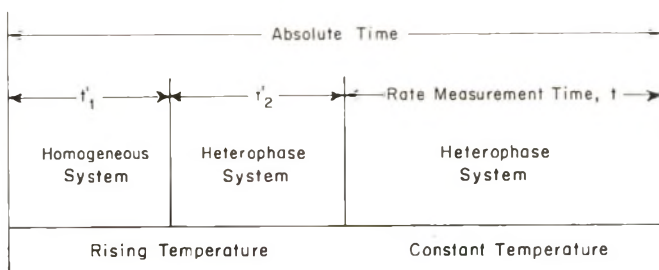 Absolute Time
t'1
t'2
Rate Measurement Time, t
Homogeneous
System
Heterophase
System
Heterophase
System
Rising Temperature
Constant Temperature